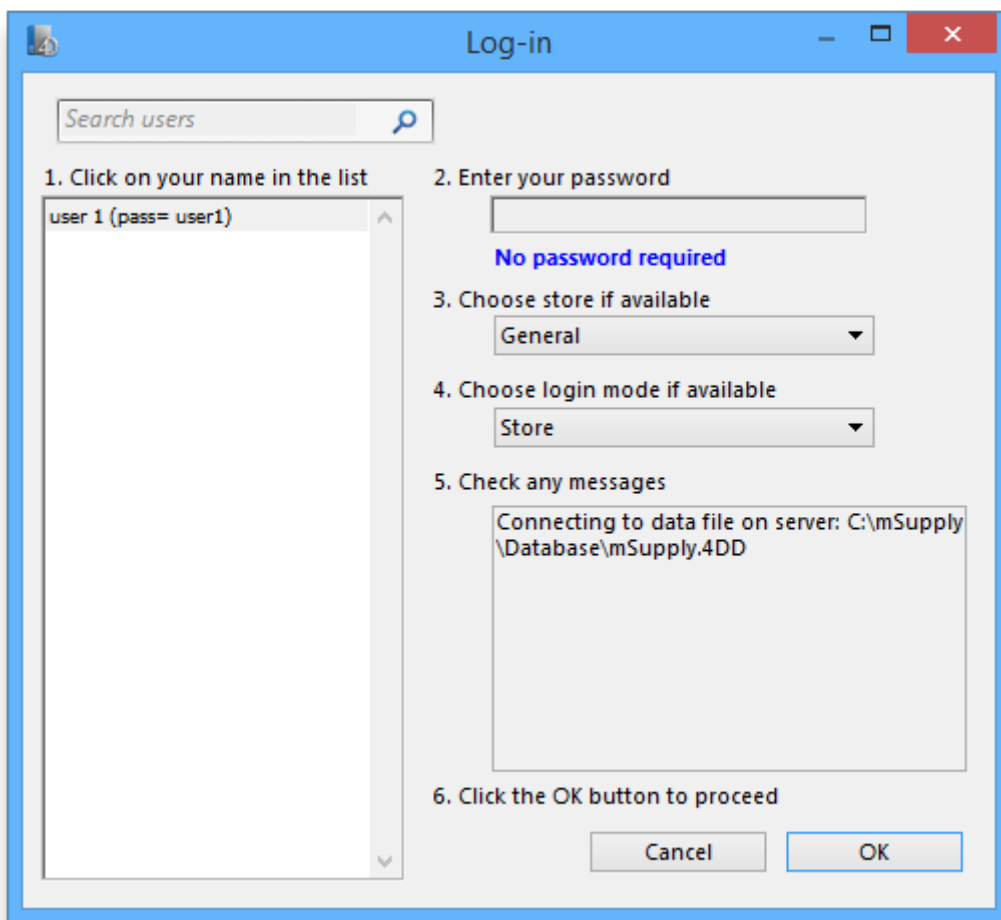 Log-in
Search users
1. Click on your name in the list
user 1 (pass= user1)
2. Enter your password
No password required
3. Choose store if available
General
4. Choose login mode if available
Store
5. Check any messages
Connecting to data file on server: C:\mSupply
\Database\mSupply.4DD
6. Click the OK button to proceed
Cancel
OK